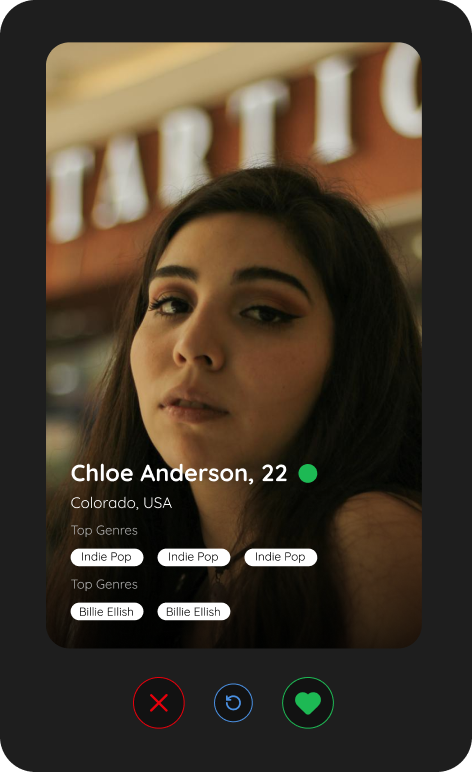 TARTIC
Chloe Anderson, 22
Colorado, USA
Top Genres
Indie Pop Indie Pop Indie Pop
Top Genres
Billie Ellish Billie Ellish